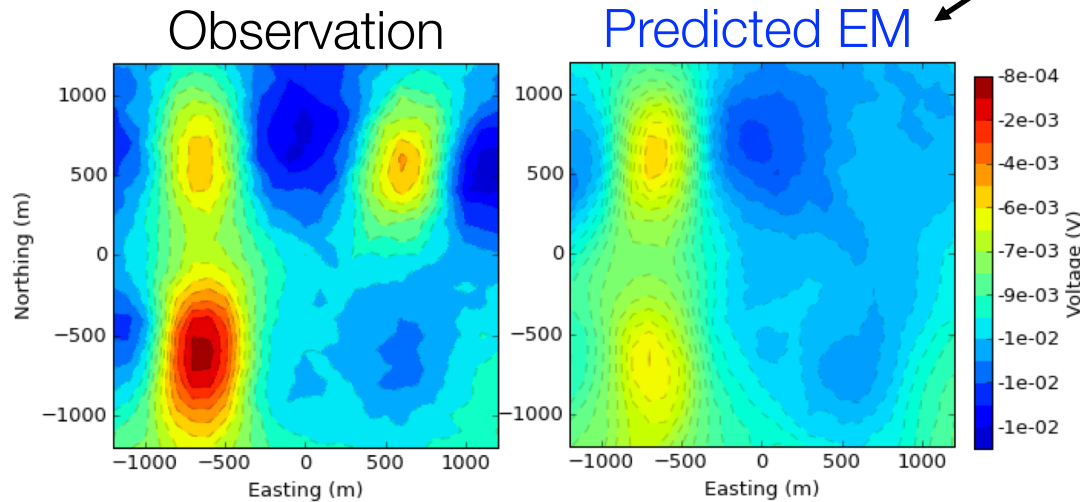 Observation
Predicted EM
1000
500
0
−500
−1000
Northing (m)
−1000 −500 0 500 1000
Easting (m)
1000
500
0
−500
−1000
−1000 −500 0 500 1000
Easting (m)
-8e-04
-2e-03
-4e-03
-6e-03
-7e-03
-9e-03
-1e-02
-1e-02
-1e-02
Voltage (V)